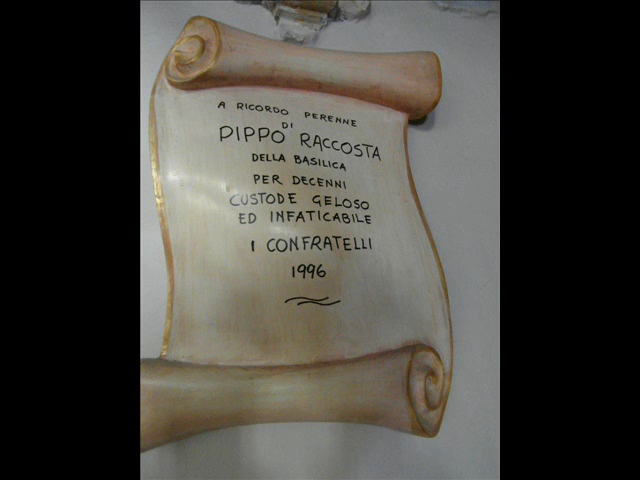 A RICORDO PERENNE
DI
PIPPO RACCOSTA
DELLA BASILICA
PER DECENNI
CUSTODE GELOSO
ED INFATICABILE
I CONFRATELLI
1996